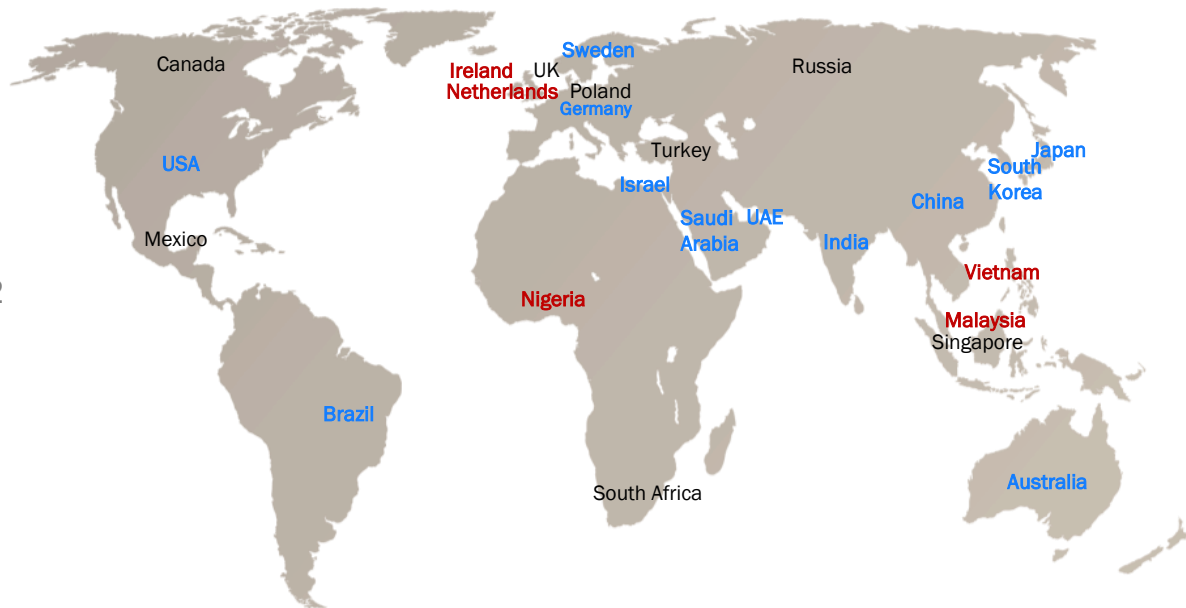 Sweden
Canada
Ireland
UK
Russia
Netherlands
Poland
Germany
Turkey
Japan
USA
South
Korea
Israel
China
Saudi
Arabia
UAE
Mexico
India
Vietnam
Nigeria
Malaysia
Singapore
Brazil
Australia
South Africa